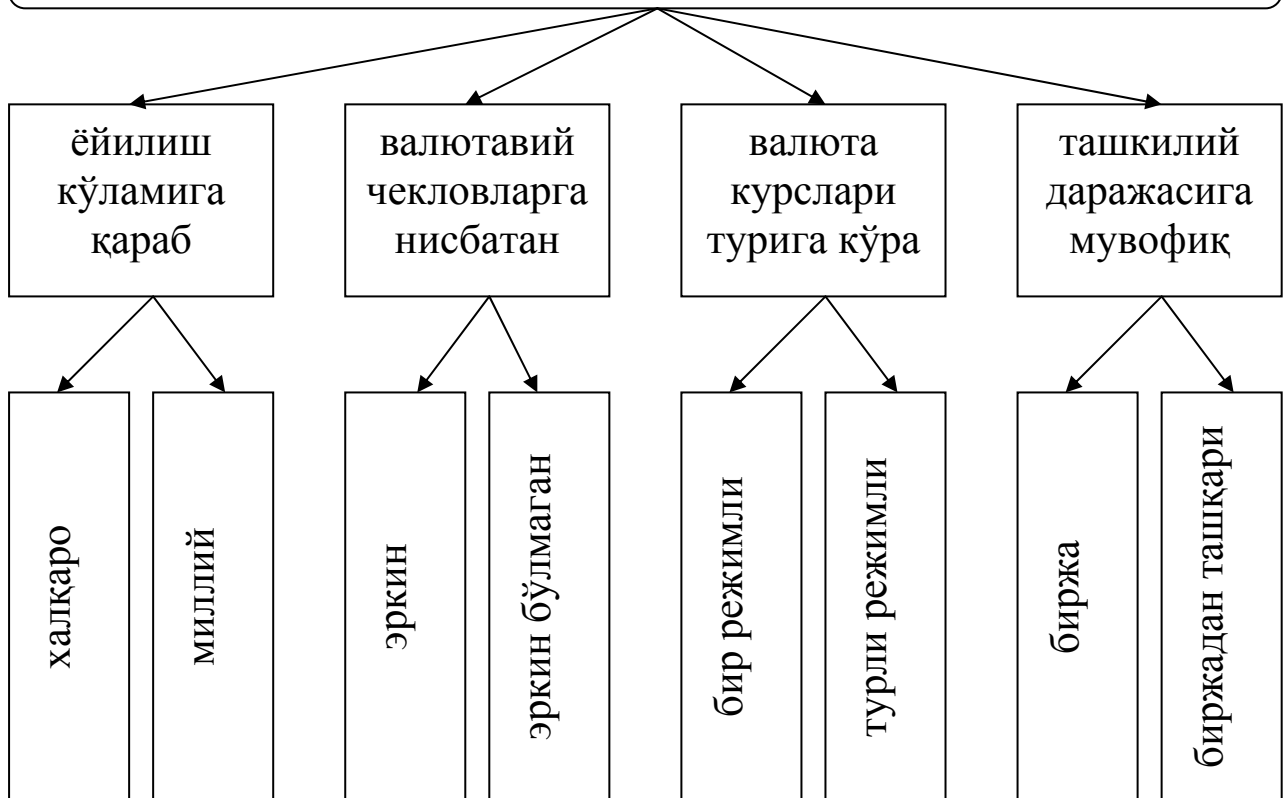 ёйилиш
кўламига
қараб
валютавий
чекловларга
нисбатан
валюта
курслари
турига кўра
ташкилий
даражасига
мувофиқ
халқаро
миллий
эркин
эркин бўлмаган
бир режимли
турли режимли
биржа
биржадан ташқари